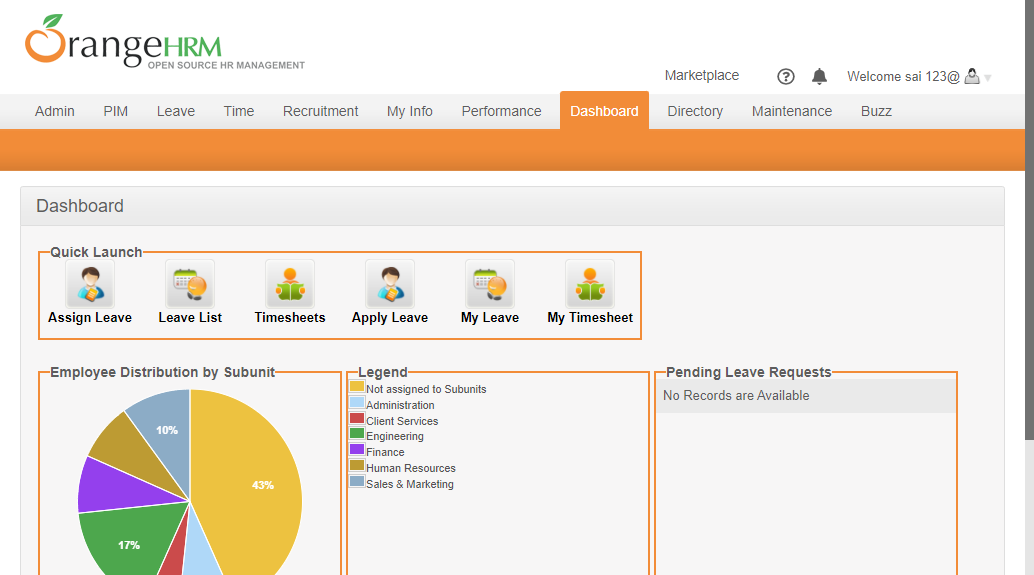 OrangeHRM
OPEN SOURCE HR MANAGEMENT
Marketplace ? Welcome sai 123@
Admin PIM Leave Time Recruitment My Info Performance Dashboard Directory Maintenance Buzz
Dashboard
Quick Launch
Assign Leave Leave List Timesheets Apply Leave My Leave My Timesheet
Employee Distribution by Subunit
10%
43%
17%
Legend
Not assigned to Subunits
Administration
Client Services
Engineering
Finance
Human Resources
Sales & Marketing
Pending Leave Requests
No Records are Available